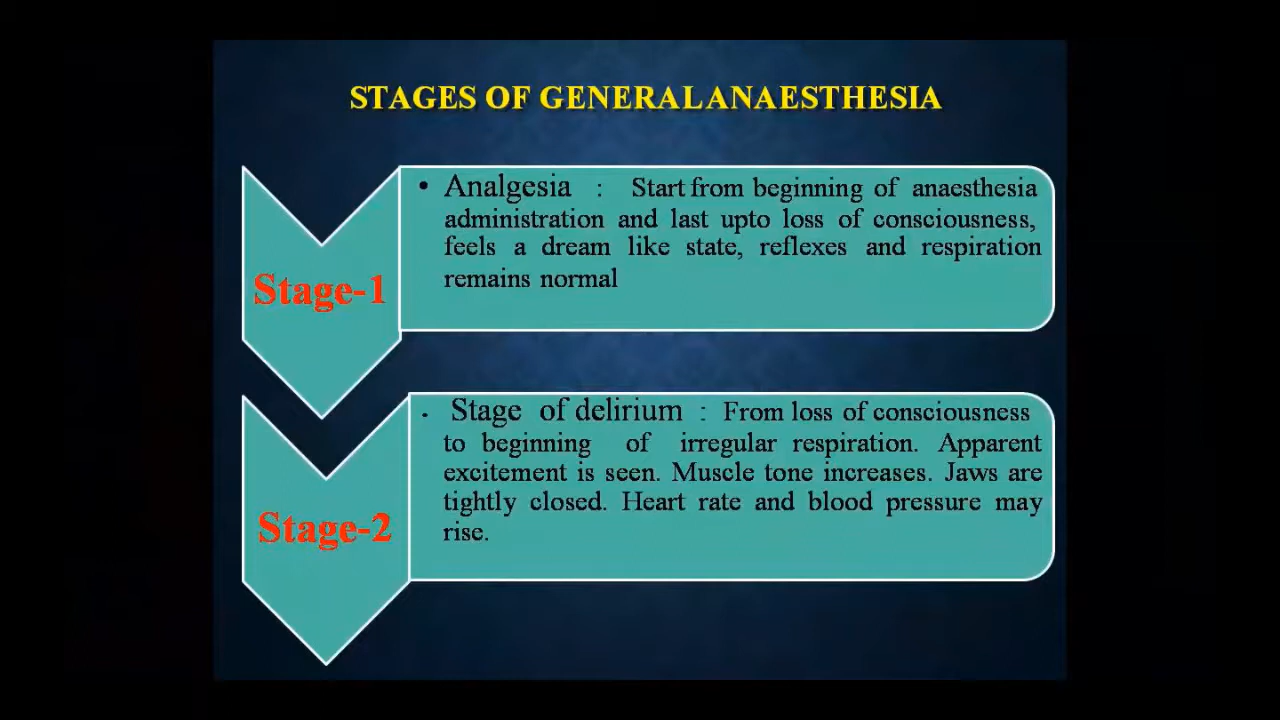 STAGES OF GENERAL ANAESTHESIA
Stage-1
• Analgesia : Start from beginning of anaesthesia
administration and last upto loss of consciousness,
feels a dream like state, reflexes and respiration
remains normal
Stage-2
. Stage of delirium : From loss of consciousness
to beginning of irregular respiration. Apparent
excitement is seen. Muscle tone increases. Jaws are
tightly closed. Heart rate and blood pressure may
rise.